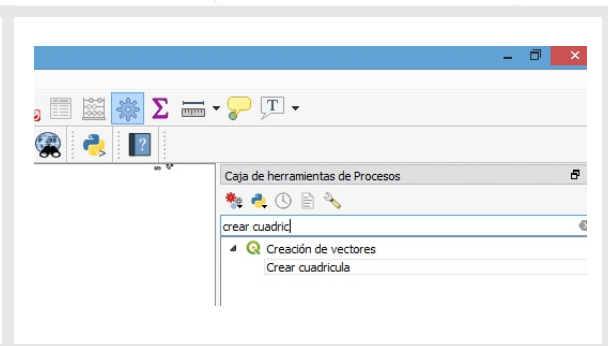 Σ
T
?
Caja de herramientas de Procesos
crear cuadric
Creación de vectores
Crear cuadricula